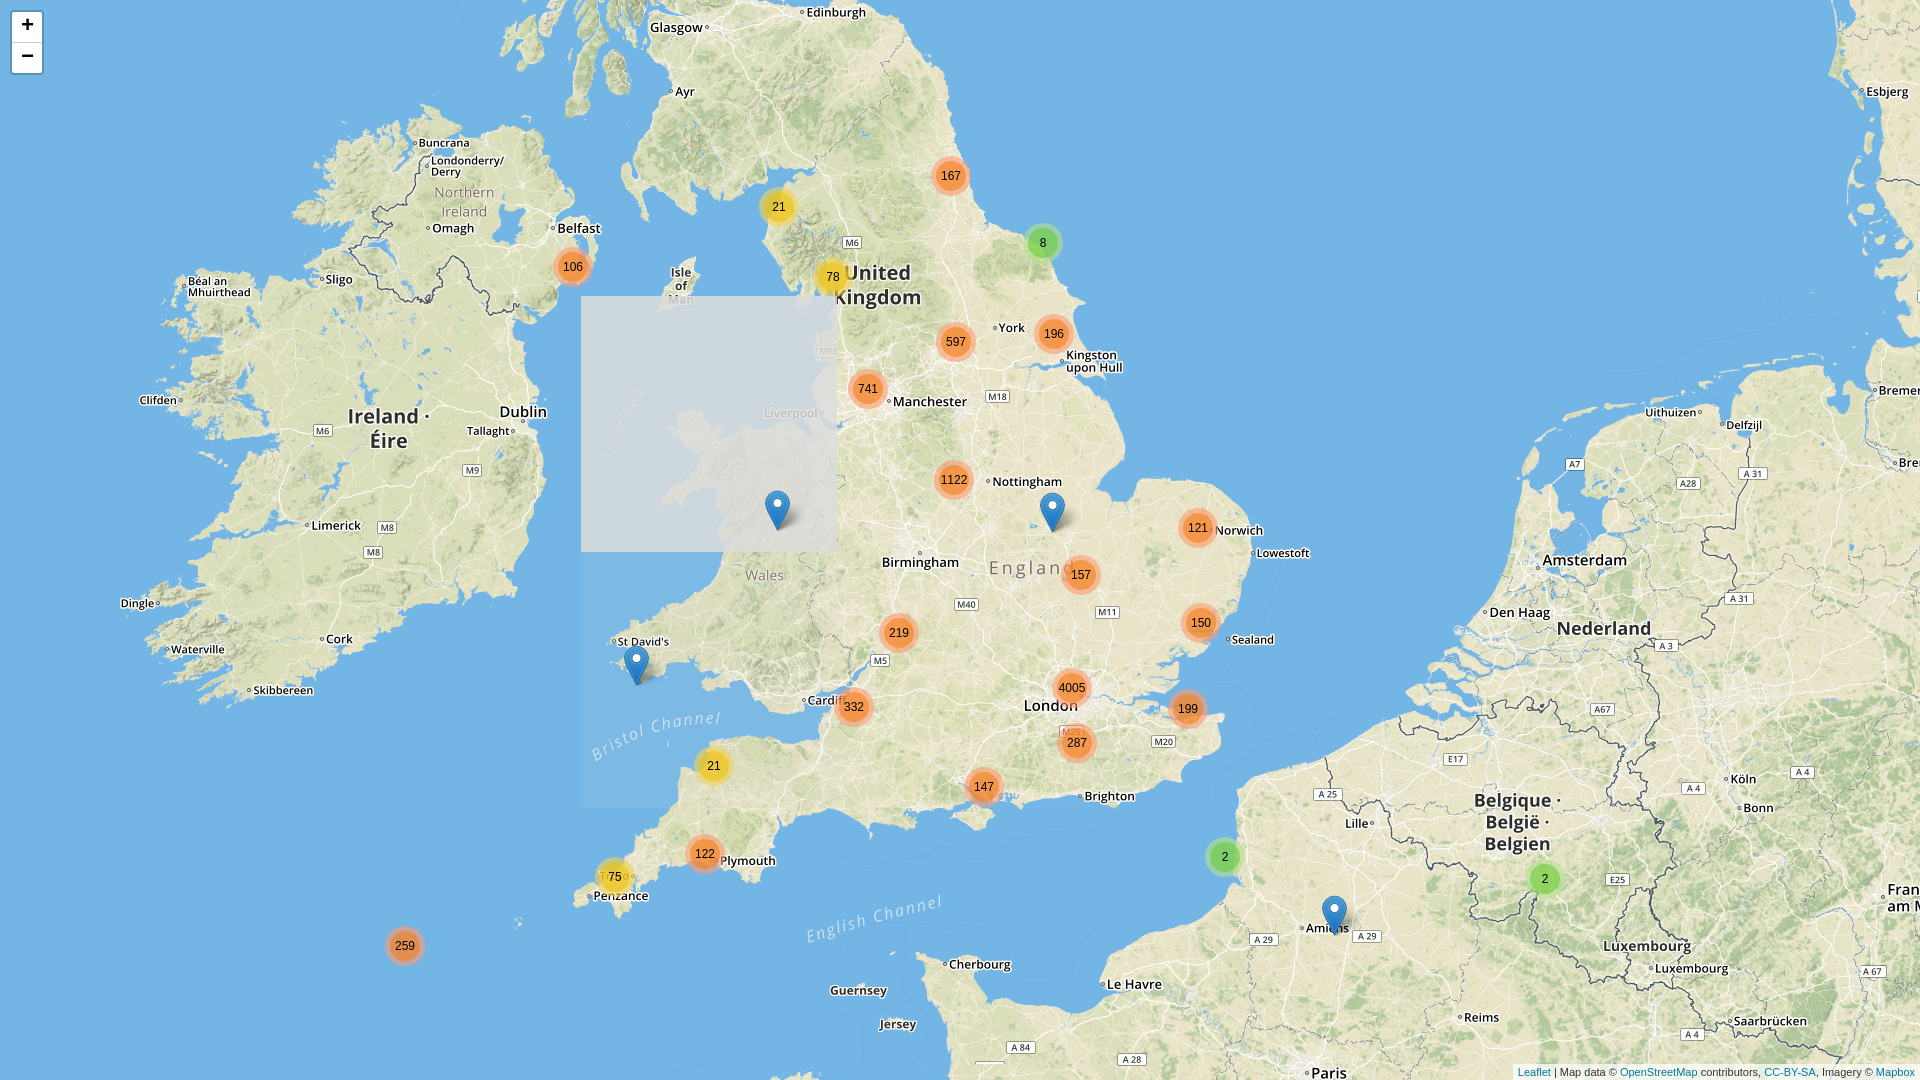 +
−
Edinburgh
Glasgow
Ayr
Esbjerg
Buncrana
Londonderry/
Derry
Northern
Ireland
Omagh
Belfast
167
21
8
M6
106
78
United
Kingdom
Isle
of
Man
Sligo
Béal an
Mhuirthead
York
196
597
Kingston
upon Hull
M55
741
Manchester
M18
Liverpool
Irish Sea
Clifden
Ireland ·
Éire
Dublin
Tallaght
M6
M9
Uithuizen
Delfzijl
Bremer
A7
A 31
A28
Bre
1122
Nottingham
Limerick
M8
M8
121
Norwich
Lowestoft
Birmingham
England
157
Wales
Amsterdam
Den Haag
A 31
Nederland
A 3
Dingle
Cork
Waterville
Skibbereen
M40
M11
219
150
Sealand
St David's
M5
Cardiff
332
4005
London
199
M25
287
M20
Bristol Channel
21
147
Brighton
A67
E17
A 25
Lille
Belgique ·
België ·
Belgien
Köln
A 4
A 4
Bonn
122
Plymouth
75
Penzance
2
2
E25
259
English Channel
Amiens
A 29
A 29
Fran
am M
Luxembourg
Luxembourg
A 67
Cherbourg
Guernsey
Le Havre
Jersey
Reims
Saarbrücken
A 84
A 28
A 4
Paris
Leaflet | Map data © OpenStreetMap contributors, CC-BY-SA, Imagery © Mapbox